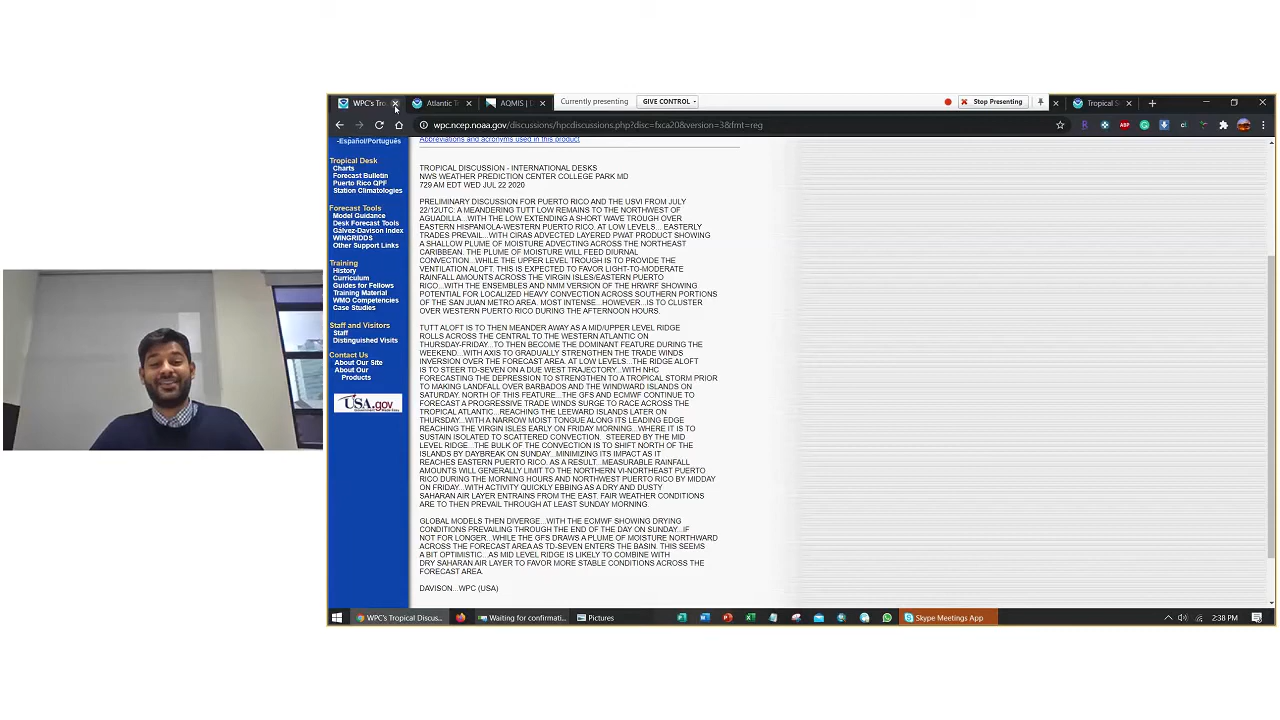 WPC's Tro
Atlantic T
AQMIS |
Currently presenting
GIVE CONTROL
Stop Presenting
Tropical S
wpc.ncep.noaa.gov/discussions/hpcdiscussions.php?disc=fxca20&version=3&fmt=reg
-Español/Português
Tropical Desk
Charts
Forecast Bulletin
Puerto Rico QPF
Station Climatologies
Forecast Tools
Model Guidance
Desk Forecast Tools
Gálvez-Davison Index
WINGRIDDS
Other Support Links
Training
History
Curriculum
Guides for Fellows
Training Material
WMO Competencies
Case Studies
Staff and Visitors
Staff
Distinguished Visits
Contact Us
About Our Site
About Our
Products
USA.gov
Abbreviations and acronyms used in this product
TROPICAL DISCUSSION - INTERNATIONAL DESKS
NWS WEATHER PREDICTION CENTER COLLEGE PARK MD
729 AM EDT WED JUL 22 2020
PRELIMINARY DISCUSSION FOR PUERTO RICO AND THE USVI FROM JULY
22/12UTC: A MEANDERING TUTT LOW REMAINS TO THE NORTHWEST OF
AGUADILLA...WITH THE LOW EXTENDING A SHORT WAVE TROUGH OVER
EASTERN HISPANIOLA-WESTERN PUERTO RICO. AT LOW LEVELS... EASTERLY
TRADES PREVAIL...WITH CIRAS ADVECTED LAYERED PWAT PRODUCT SHOWING
A SHALLOW PLUME OF MOISTURE ADVECTING ACROSS THE NORTHEAST
CARIBBEAN. THE PLUME OF MOISTURE WILL FEED DIURNAL
CONVECTION...WHILE THE UPPER LEVEL TROUGH IS TO PROVIDE THE
VENTILATION ALOFT. THIS IS EXPECTED TO FAVOR LIGHT-TO-MODERATE
RAINFALL AMOUNTS ACROSS THE VIRGIN ISLES/EASTERN PUERTO
RICO...WITH THE ENSEMBLES AND NMM VERSION OF THE HRWRF SHOWING
POTENTIAL FOR LOCALIZED HEAVY CONVECTION ACROSS SOUTHERN PORTIONS
OF THE SAN JUAN METRO AREA. MOST INTENSE...HOWEVER...IS TO CLUSTER
OVER WESTERN PUERTO RICO DURING THE AFTERNOON HOURS.
TUTT ALOFT IS TO THEN MEANDER AWAY AS A MID/UPPER LEVEL RIDGE
ROLLS ACROSS THE CENTRAL TO THE WESTERN ATLANTIC ON
THURSDAY-FRIDAY...TO THEN BECOME THE DOMINANT FEATURE DURING THE
WEEKEND...WITH AXIS TO GRADUALLY STRENGTHEN THE TRADE WINDS
INVERSION OVER THE FORECAST AREA. AT LOW LEVELS...THE RIDGE ALOFT
IS TO STEER TD-SEVEN ON A DUE WEST TRAJECTORY...WITH NHC
FORECASTING THE DEPRESSION TO STRENGTHEN TO A TROPICAL STORM PRIOR
TO MAKING LANDFALL OVER BARBADOS AND THE WINDWARD ISLANDS ON
SATURDAY. NORTH OF THIS FEATURE...THE GFS AND ECMWF CONTINUE TO
FORECAST A PROGRESSIVE TRADE WINDS SURGE TO RACE ACROSS THE
TROPICAL ATLANTIC...REACHING THE LEEWARD ISLANDS LATER ON
THURSDAY...WITH A NARROW MOIST TONGUE ALONG ITS LEADING EDGE
REACHING THE VIRGIN ISLES EARLY ON FRIDAY MORNING...WHERE IT IS TO
SUSTAIN ISOLATED TO SCATTERED CONVECTION. STEERED BY THE MID
LEVEL RIDGE...THE BULK OF THE CONVECTION IS TO SHIFT NORTH OF THE
ISLANDS BY DAYBREAK ON SUNDAY...MINIMIZING ITS IMPACT AS IT
REACHES EASTERN PUERTO RICO. AS A RESULT...MEASURABLE RAINFALL
AMOUNTS WILL GENERALLY LIMIT TO THE NORTHERN VI-NORTHEAST PUERTO
RICO DURING THE MORNING HOURS AND NORTHWEST PUERTO RICO BY MIDDAY
ON FRIDAY...WITH ACTIVITY QUICKLY EBBING AS A DRY AND DUSTY
SAHARAN AIR LAYER ENTRAINS FROM THE EAST. FAIR WEATHER CONDITIONS
ARE TO THEN PREVAIL THROUGH AT LEAST SUNDAY MORNING.
GLOBAL MODELS THEN DIVERGE...WITH THE ECMWF SHOWING DRYING
CONDITIONS PREVAILING THROUGH THE END OF THE DAY ON SUNDAY...IF
NOT FOR LONGER...WHILE THE GFS DRAWS A PLUME OF MOISTURE NORTHWARD
ACROSS THE FORECAST AREA AS TD-SEVEN ENTERS THE BASIN. THIS SEEMS
A BIT OPTIMISTIC...AS MID LEVEL RIDGE IS LIKELY TO COMBINE WITH
DRY SAHARAN AIR LAYER TO FAVOR MORE STABLE CONDITIONS ACROSS THE
FORECAST AREA.
DAVISON...WPC (USA)
WPC's Tropical Discus...
Waiting for confirmati...
Pictures
Skype Meetings App
2:38 PM